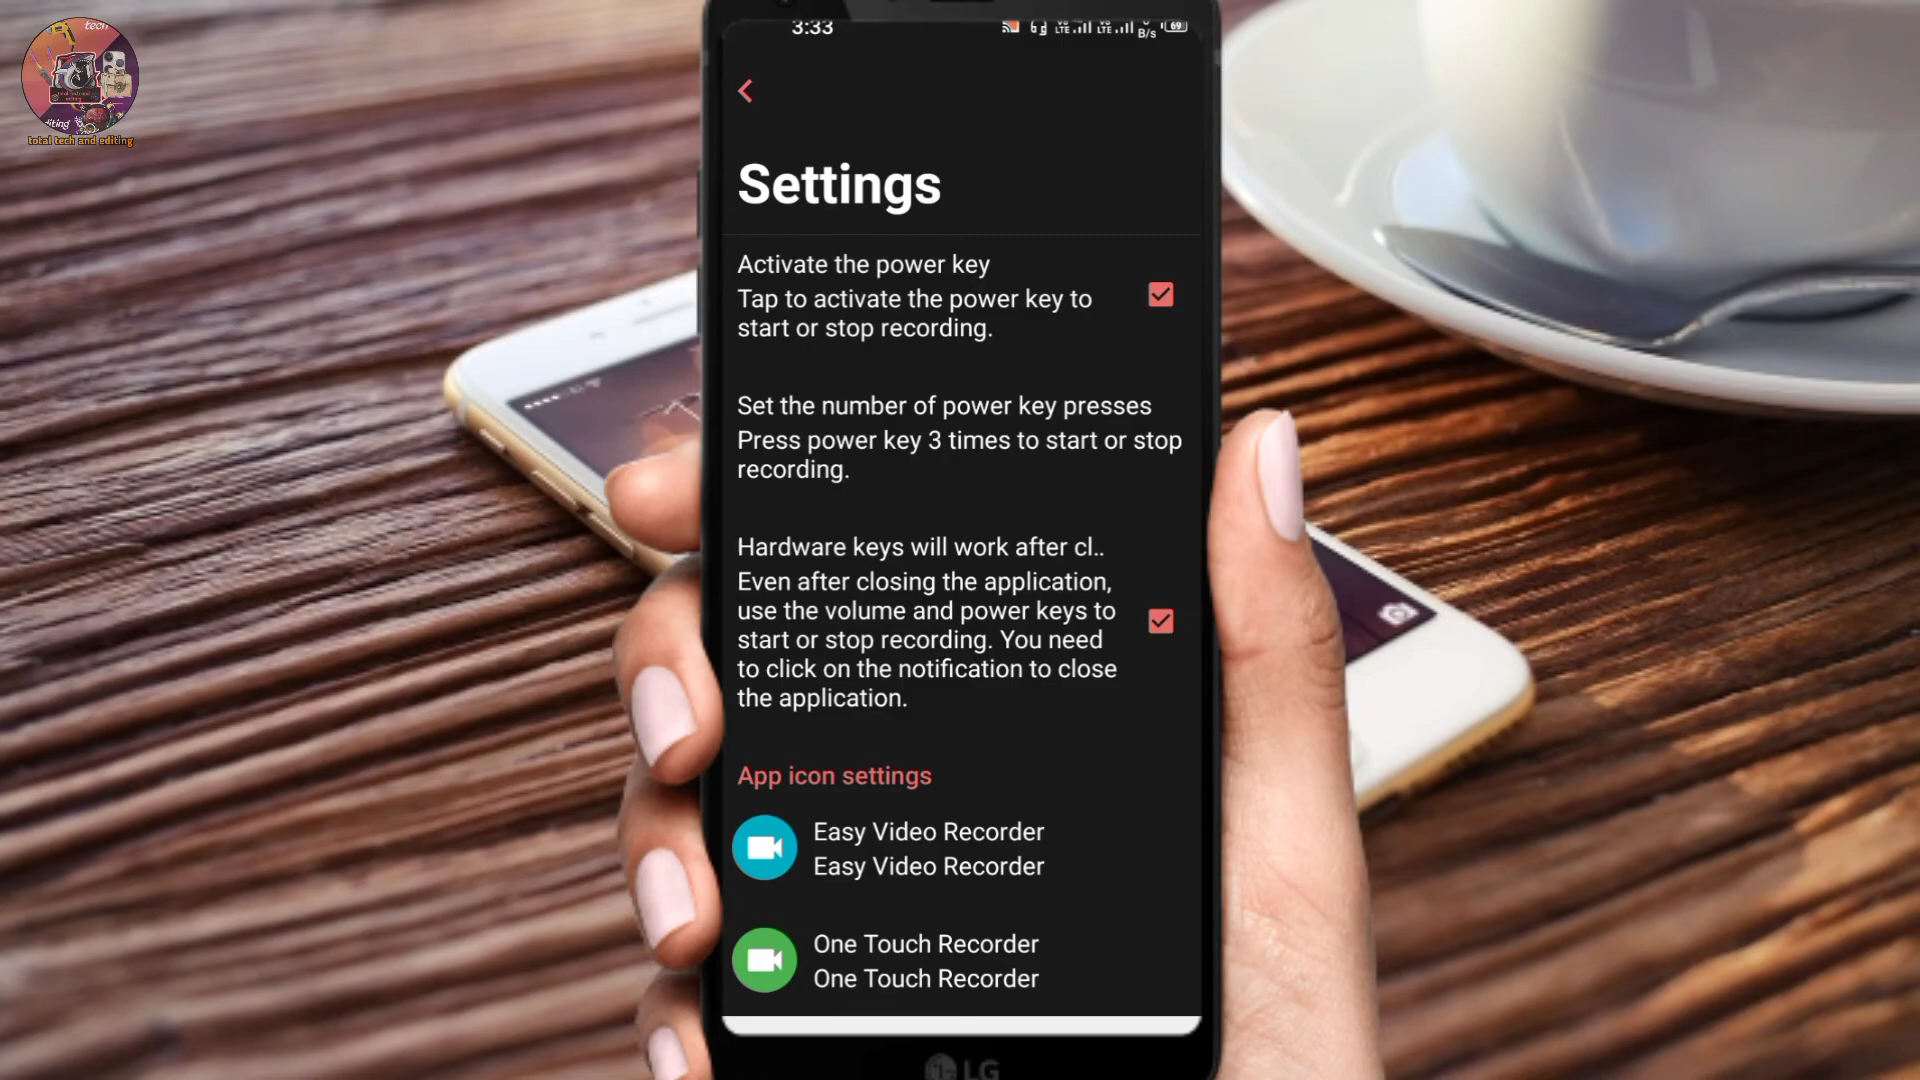 tech
total tech and editing
3:33
LTE
LTE
B/s
69
Settings
Activate the power key
Tap to activate the power key to
start or stop recording.
Set the number of power key presses
Press power key 3 times to start or stop
recording.
Hardware keys will work after cl..
Even after closing the application,
use the volume and power keys to
start or stop recording. You need
to click on the notification to close
the application.
App icon settings
Easy Video Recorder
Easy Video Recorder
One Touch Recorder
One Touch Recorder
LG